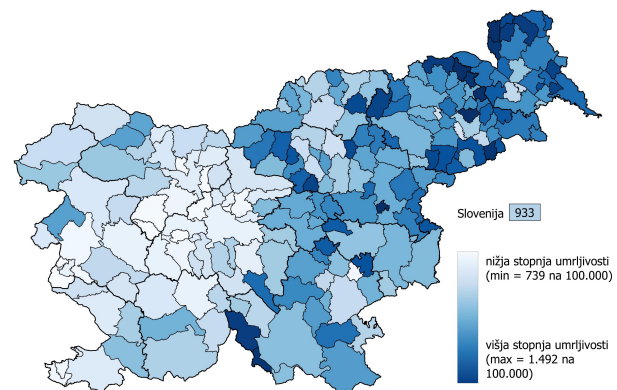 Slovenija 933
nižja stopnja umrljivosti
(min = 739 na 100.000)
višja stopnja umrljivosti
(max = 1.492 na
100.000)